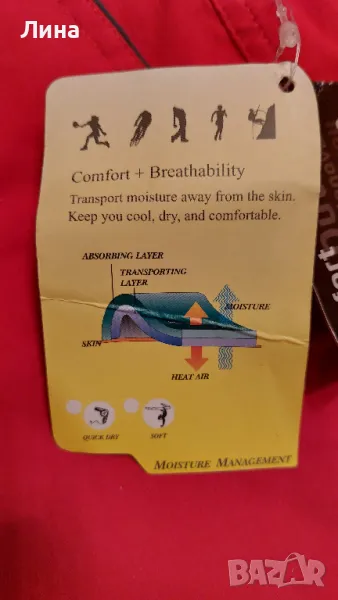 Лина
Comfort + Breathability
Transport moisture away from the skin.
Keep you cool, dry, and comfortable.
ABSORBING LAYER
TRANSPORTING
LAYER
MOISTURE
SKIN
HEAT AIR
QUICK DRY
SOFT
MOISTURE MANAGEMENT
BAZAR